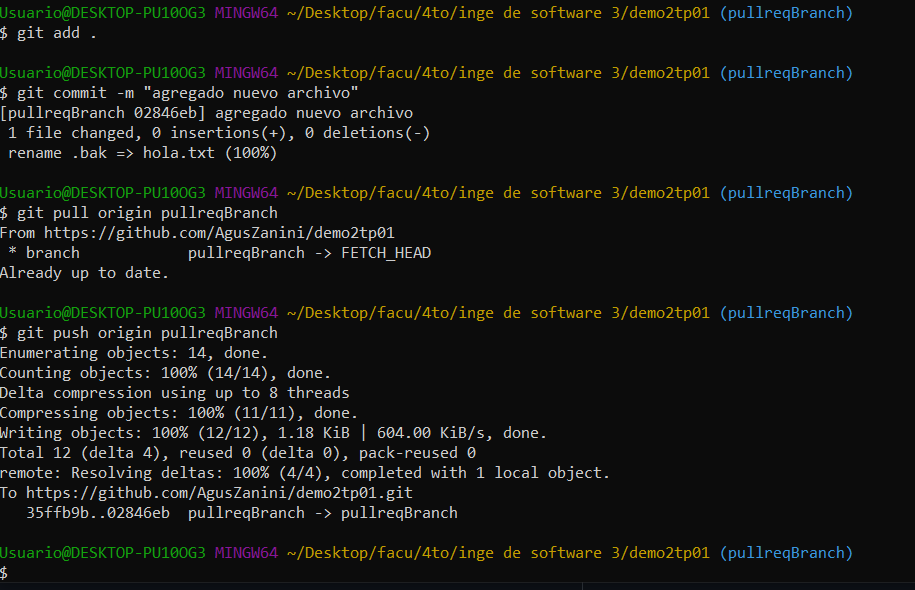 Usuario@DESKTOP-PU10OG3 MINGW64 ~/Desktop/facu/4to/inge de software 3/demo2tp01 (pullreqBranch)
$ git add .
Usuario@DESKTOP-PU10OG3 MINGW64 ~/Desktop/facu/4to/inge de software 3/demo2tp01 (pullreqBranch)
$ git commit -m "agregado nuevo archivo"
[pullreqBranch 02846eb] agregado nuevo archivo
 1 file changed, 0 insertions(+), 0 deletions(-)
 rename .bak => hola.txt (100%)
Usuario@DESKTOP-PU10OG3 MINGW64 ~/Desktop/facu/4to/inge de software 3/demo2tp01 (pullreqBranch)
$ git pull origin pullreqBranch
From https://github.com/AgusZanini/demo2tp01
 * branch            pullreqBranch -> FETCH_HEAD
Already up to date.
Usuario@DESKTOP-PU10OG3 MINGW64 ~/Desktop/facu/4to/inge de software 3/demo2tp01 (pullreqBranch)
$ git push origin pullreqBranch
Enumerating objects: 14, done.
Counting objects: 100% (14/14), done.
Delta compression using up to 8 threads
Compressing objects: 100% (11/11), done.
Writing objects: 100% (12/12), 1.18 KiB | 604.00 KiB/s, done.
Total 12 (delta 4), reused 0 (delta 0), pack-reused 0
remote: Resolving deltas: 100% (4/4), completed with 1 local object.
To https://github.com/AgusZanini/demo2tp01.git
   35ffb9b..02846eb  pullreqBranch -> pullreqBranch
Usuario@DESKTOP-PU10OG3 MINGW64 ~/Desktop/facu/4to/inge de software 3/demo2tp01 (pullreqBranch)
$